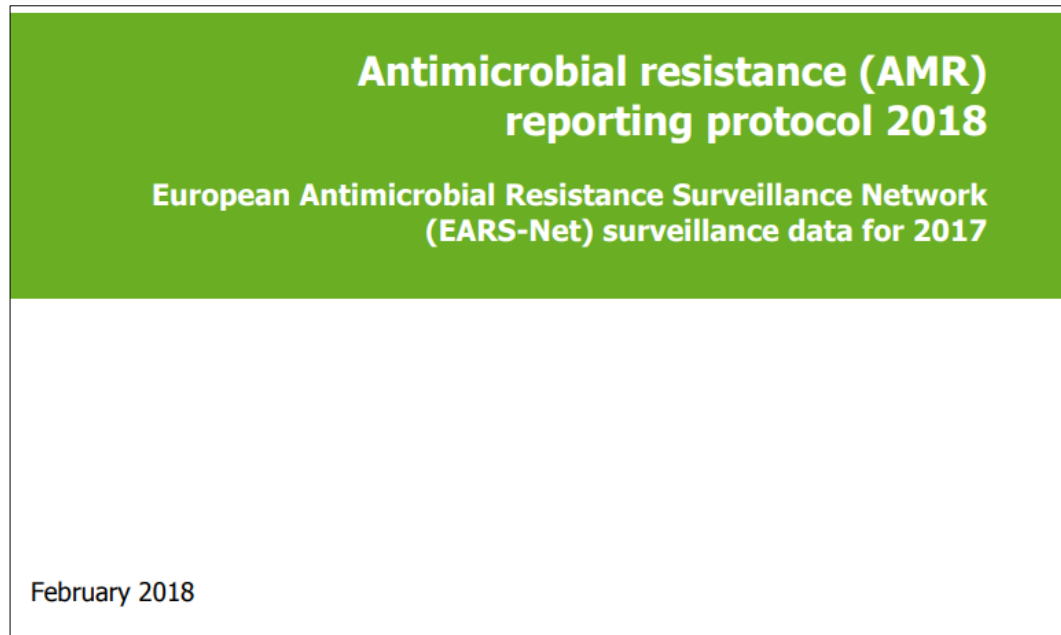 Antimicrobial resistance (AMR)
reporting protocol 2018
European Antimicrobial Resistance Surveillance Network
(EARS-Net) surveillance data for 2017
February 2018